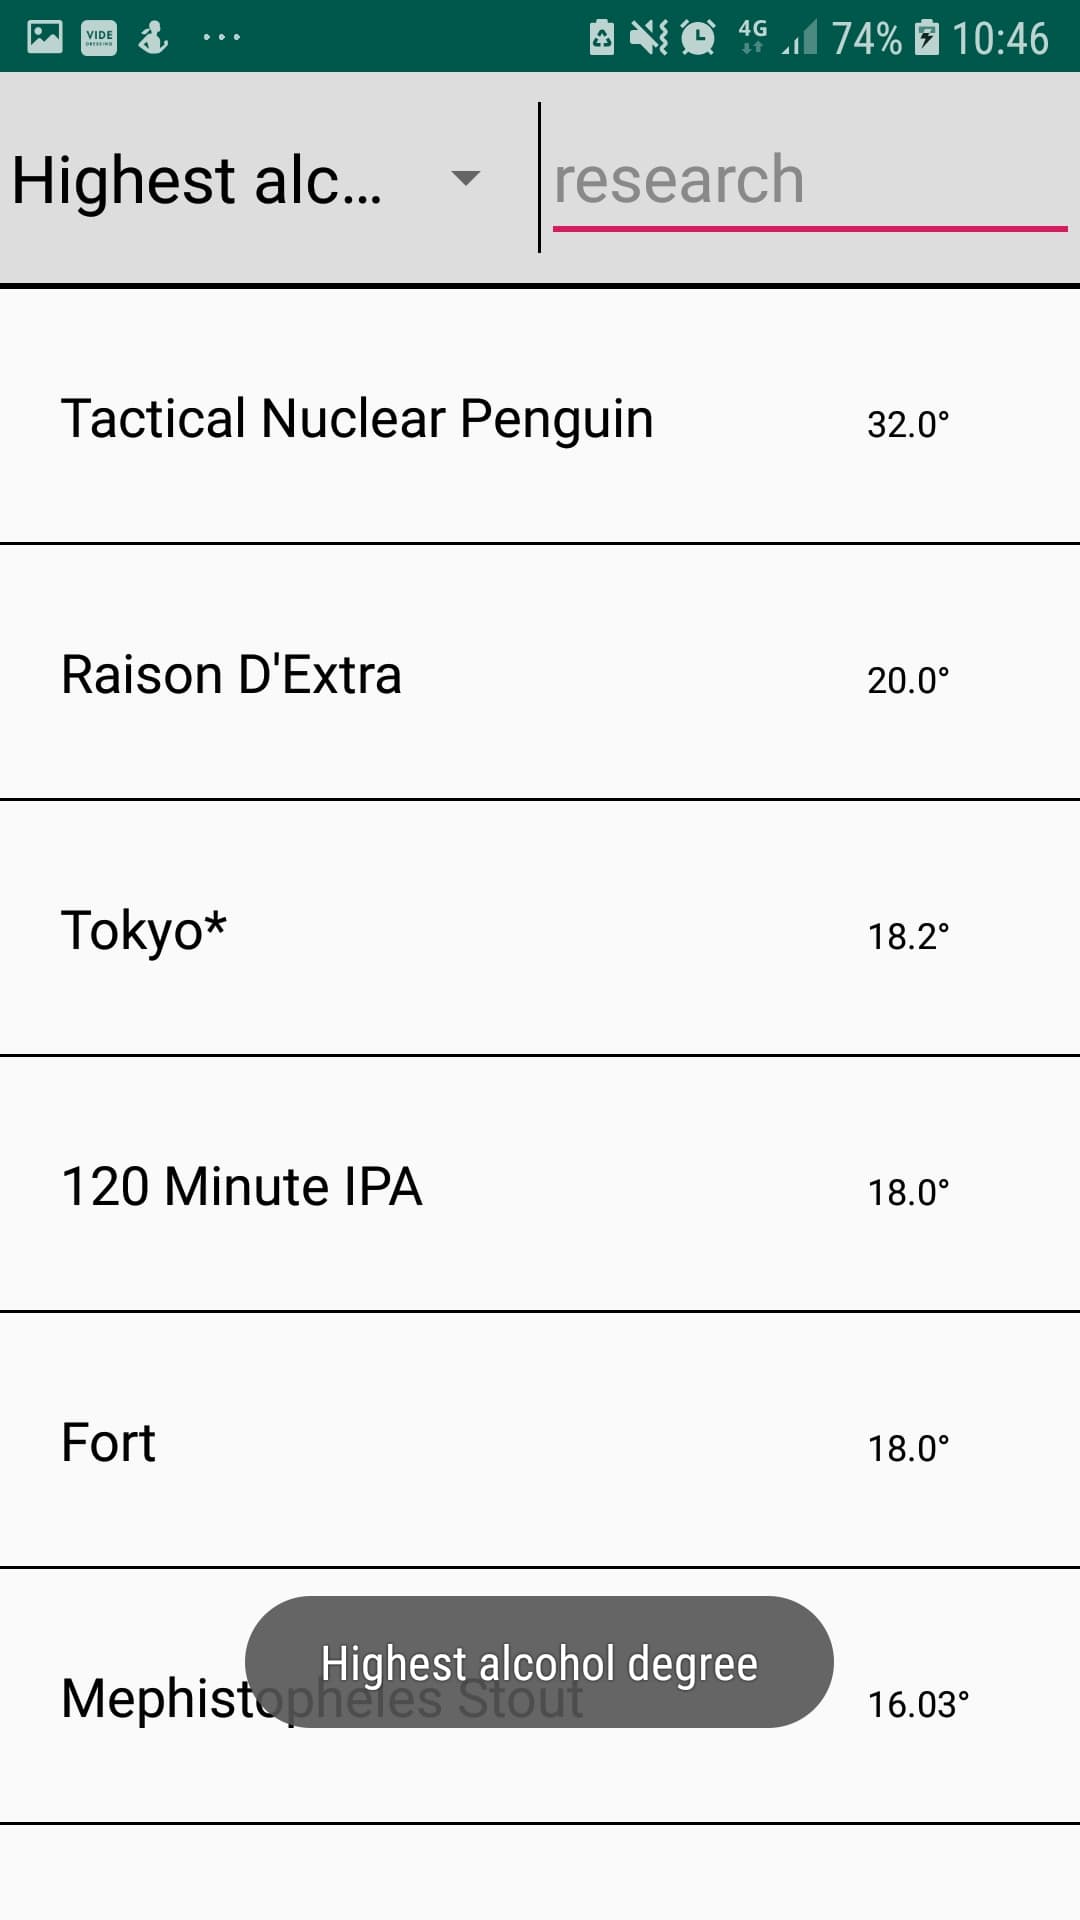 VIDE
DRESSING
4G
74%
10:46
Highest alc...
research
Tactical Nuclear Penguin
32.0°
Raison D'Extra
20.0°
Tokyo*
18.2°
120 Minute IPA
18.0°
Fort
18.0°
Mephistopheles Stout
16.03°
Highest alcohol degree